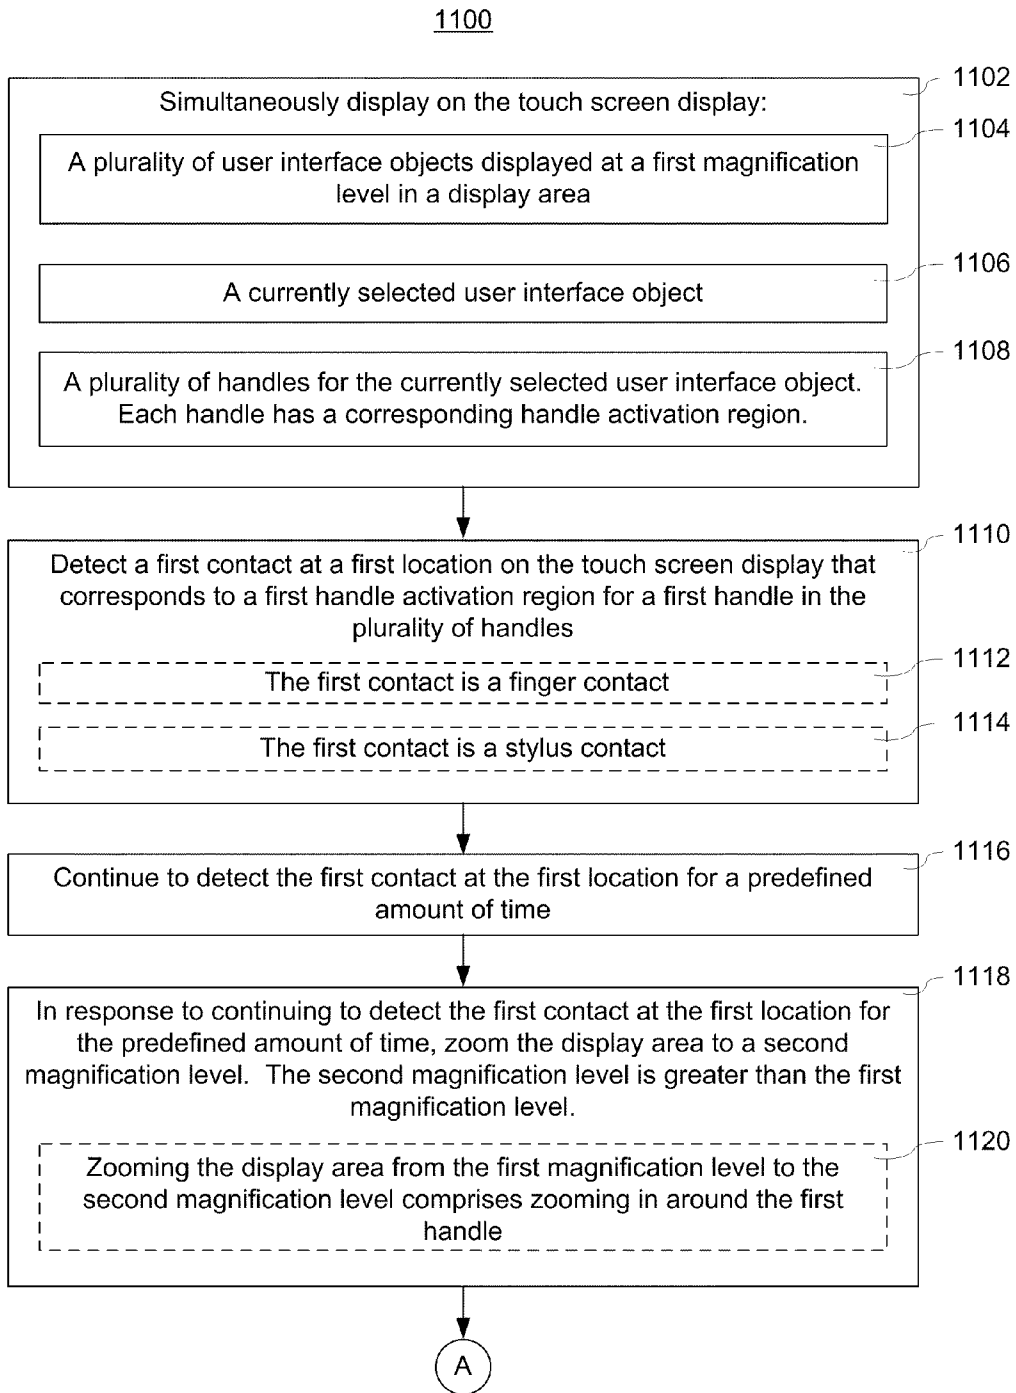 1100
1102
Simultaneously display on the touch screen display:
1104
A plurality of user interface objects displayed at a first magnification
level in a display area
1106
A currently selected user interface object
1108
A plurality of handles for the currently selected user interface object.
Each handle has a corresponding handle activation region.
1110
Detect a first contact at a first location on the touch screen display that
corresponds to a first handle activation region for a first handle in the
plurality of handles
1112
The first contact is a finger contact
1114
The first contact is a stylus contact
1116
Continue to detect the first contact at the first location for a predefined
amount of time
1118
In response to continuing to detect the first contact at the first location for
the predefined amount of time, zoom the display area to a second
magnification level. The second magnification level is greater than the first
magnification level.
1120
Zooming the display area from the first magnification level to the
second magnification level comprises zooming in around the first
handle
A